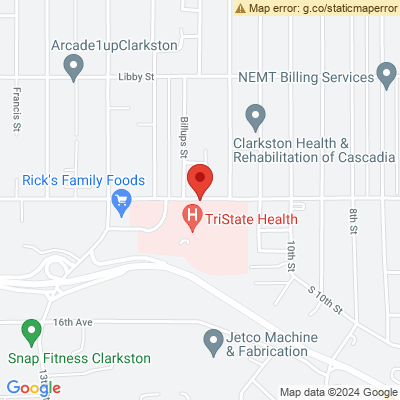 Map error: g.co/staticmaperror
Arcade1upClarkston
Libby St
NEMT Billing Services
Francis St
Billups St
Clarkston Health &
Rehabilitation of Cascadia
Rick's Family Foods
H
TriState Health
8th St
10th St
S 10th St
16th Ave
Jetco Machine
& Fabrication
Snap Fitness Clarkston
13th St
Google
Map data ©2024 Google